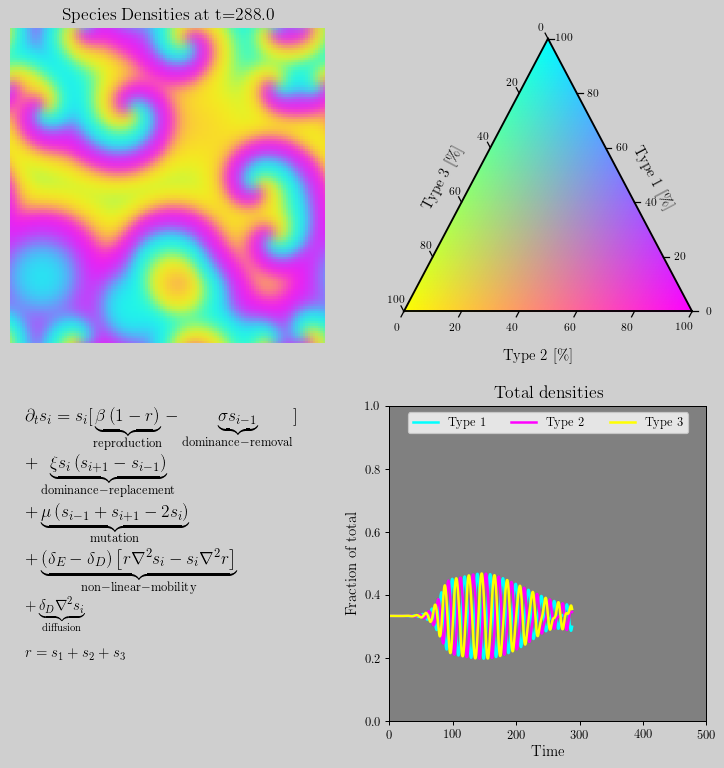 Species Densities at t=288.0
0
100
20
80
40
60
60
40
80
20
100
0
0
20
40
60
80
100
Type 3 [%]
Type 1 [%]
Type 2 [%]
∂ₜsᵢ = sᵢ[β (1 − r) − σsᵢ₋₁ ]
reproduction dominance−removal
+ ξsᵢ (sᵢ₊₁ − sᵢ₋₁)
dominance−replacement
+ μ (sᵢ₋₁ + sᵢ₊₁ − 2sᵢ)
mutation
+ (δ_E − δ_D) [r∇²sᵢ − sᵢ∇²r]
non−linear−mobility
+ δ_D∇²sᵢ
diffusion
r = s₁ + s₂ + s₃
Total densities
Type 1 Type 2 Type 3
1.0
0.8
0.6
0.4
0.2
0.0
Fraction of total
0 100 200 300 400 500
Time